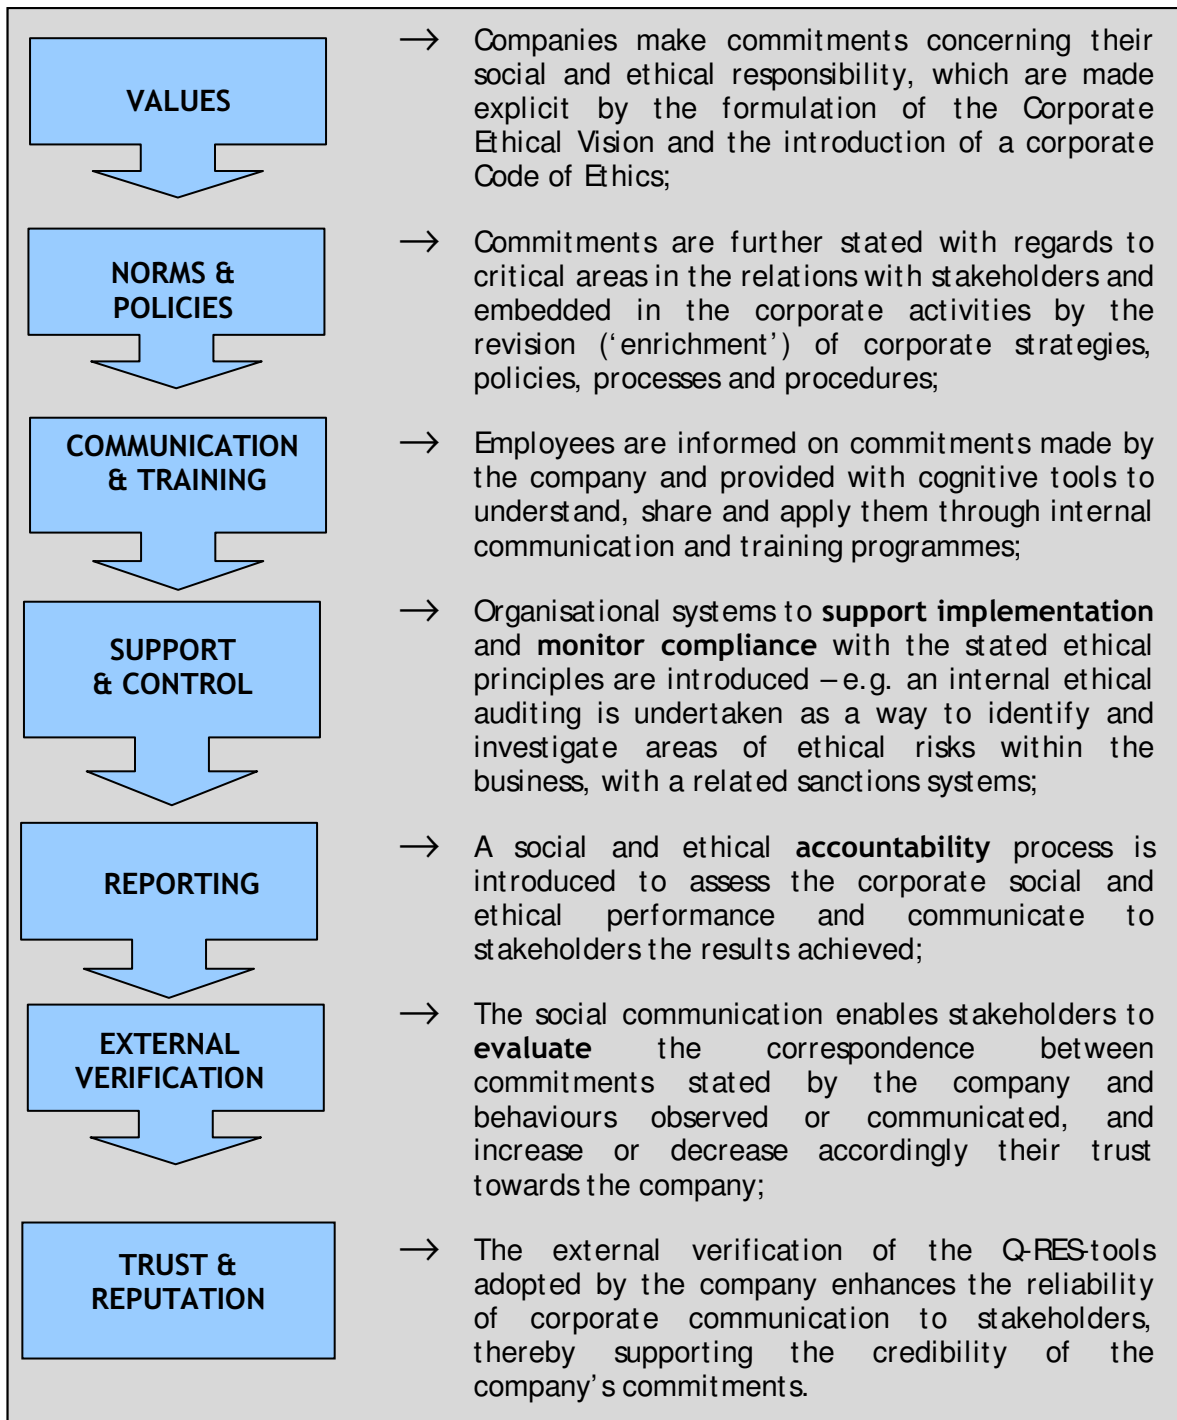 VALUES
→ Companies make commitments concerning their
social and ethical responsibility, which are made
explicit by the formulation of the Corporate
Ethical Vision and the introduction of a corporate
Code of Ethics;
NORMS &
POLICIES
→ Commitments are further stated with regards to
critical areas in the relations with stakeholders and
embedded in the corporate activities by the
revision (‘enrichment’) of corporate strategies,
policies, processes and procedures;
COMMUNICATION
& TRAINING
→ Employees are informed on commitments made by
the company and provided with cognitive tools to
understand, share and apply them through internal
communication and training programmes;
SUPPORT
& CONTROL
→ Organisational systems to support implementation
and monitor compliance with the stated ethical
principles are introduced – e.g. an internal ethical
auditing is undertaken as a way to identify and
investigate areas of ethical risks within the
business, with a related sanctions systems;
REPORTING
→ A social and ethical accountability process is
introduced to assess the corporate social and
ethical performance and communicate to
stakeholders the results achieved;
EXTERNAL
VERIFICATION
→ The social communication enables stakeholders to
evaluate the correspondence between
commitments stated by the company and
behaviours observed or communicated, and
increase or decrease accordingly their trust
towards the company;
TRUST &
REPUTATION
→ The external verification of the Q-RES-tools
adopted by the company enhances the reliability
of corporate communication to stakeholders,
thereby supporting the credibility of the
company’s commitments.